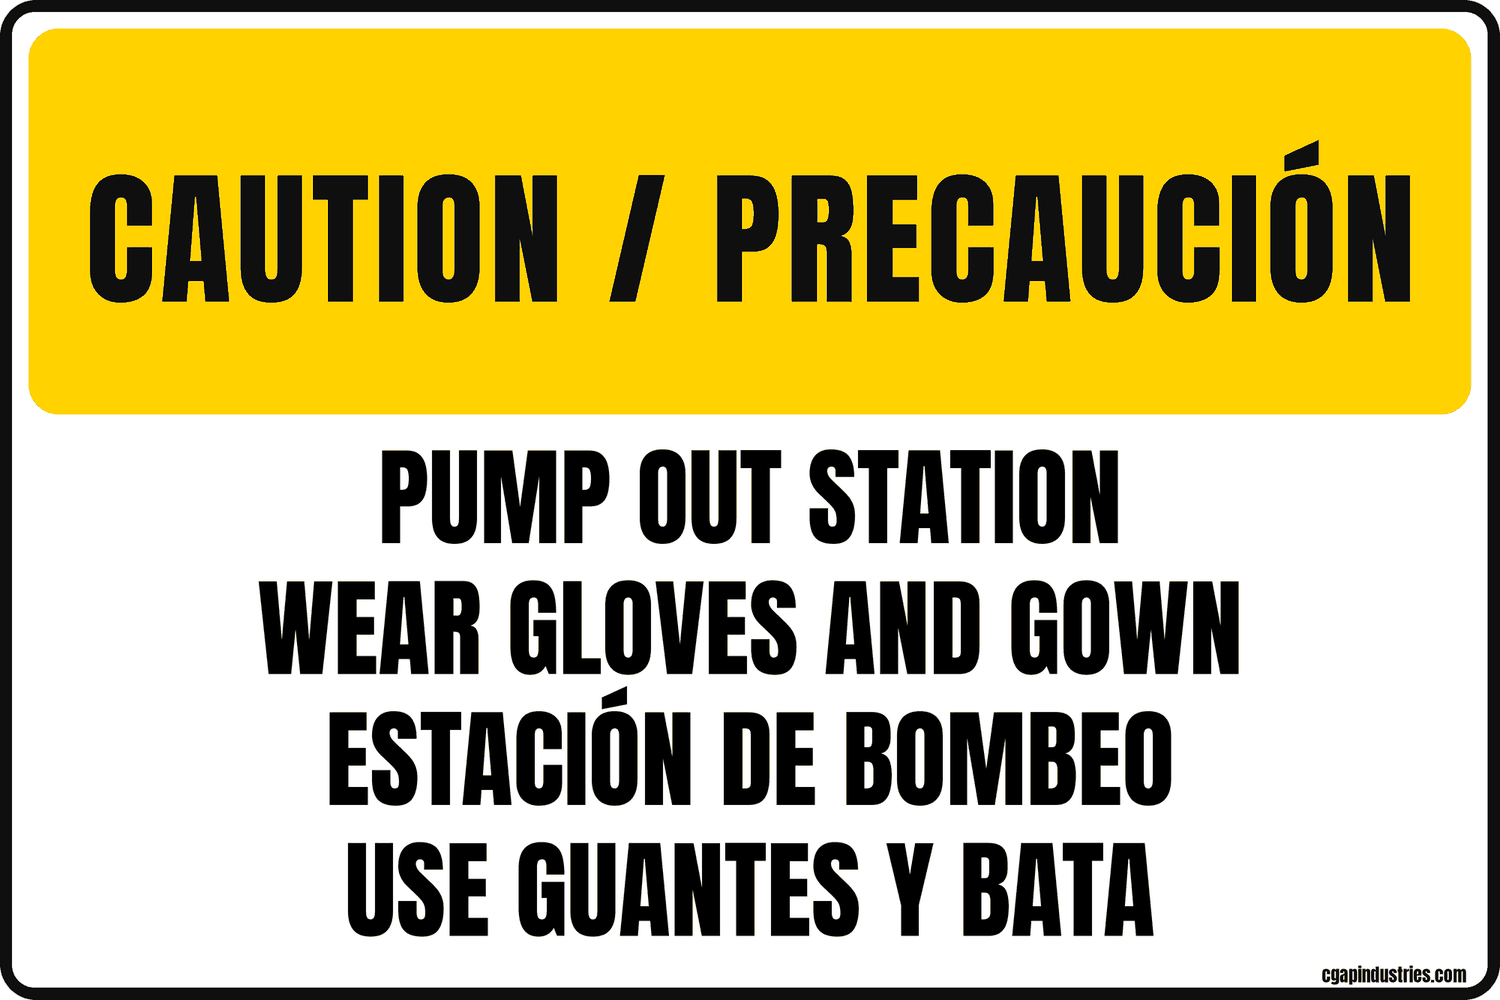 CAUTION / PRECAUCIÓN
PUMP OUT STATION
WEAR GLOVES AND GOWN
ESTACIÓN DE BOMBEO
USE GUANTES Y BATA
cgapindustries.com